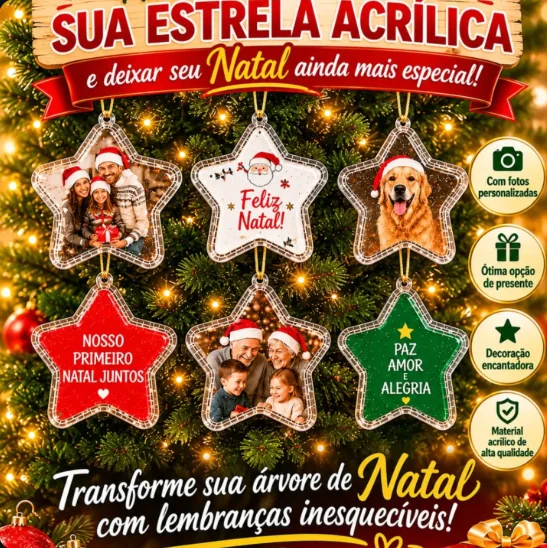 SUA ESTRELA ACRÍLICA
e deixar seu Natal ainda mais especial!
Feliz
Natal!
Com fotos
personalizadas
Ótima opção
de presente
NOSSO
PRIMEIRO
NATAL JUNTOS
PAZ
AMOR
E
ALEGRIA
Decoração
encantadora
Material
acrílico de
alta qualidade
Transforme sua árvore de Natal
com lembranças inesquecíveis!